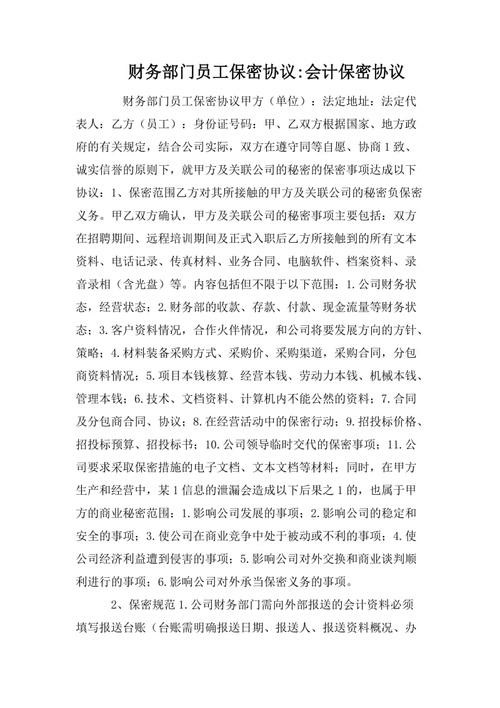 财务部门员工保密协议:会计保密协议
财务部门员工保密协议甲方（单位）：法定地址：法定代
表人：乙方（员工）：身份证号码：甲、乙双方根据国家、地方政
府的有关规定，结合公司实际，双方在遵守同等自愿、协商1致、
诚实信誉的原则下，就甲方及关联公司的秘密的保密事项达成以下
协议：1、保密范围乙方对其所接触的甲方及关联公司的秘密负保密
义务。甲乙双方确认，甲方及关联公司的秘密事项主要包括：双方
在招聘期间、远程培训期间及正式入职后乙方所接触到的所有文本
资料、电话记录、传真材料、业务合同、电脑软件、档案资料、录
音录相（含光盘）等。内容包括但不限于以下范围：1.公司财务状
态，经营状态；2.财务部的收款、存款、付款、现金流量等财务状
态；3.客户资料情况，合作火伴情况，和公司将要发展方向的方针、
策略；4.材料装备采购方式、采购价、采购渠道，采购合同，分包
商资料情况；5.项目本钱核算、经营本钱、劳动力本钱、机械本钱、
管理本钱；6.技术、文档资料、计算机内不能公然的资料；7.合同
及分包商合同、协议；8.在经营活动中的保密行动；9.招投标价格、
招投标预算、招投标书；10.公司领导临时交代的保密事项；11.公
司要求采取保密措施的电子文档、文本文档等材料；同时，在甲方
生产和经营中，某1信息的泄漏会造成以下后果之1的，也属于甲
方的商业秘密范围：1.影响公司发展的事项；2.影响公司的稳定和
安全的事项；3.使公司在商业竞争中处于被动或不利的事项；4.使
公司经济利益遭到侵害的事项；5.影响公司对外交换和商业谈判顺
利进行的事项；6.影响公司对外承当保密义务的事项。
2、保密规范1.公司财务部门需向外部报送的会计资料必须
填写报送台账（台账需明确报送日期、报送人、报送资料概况、办